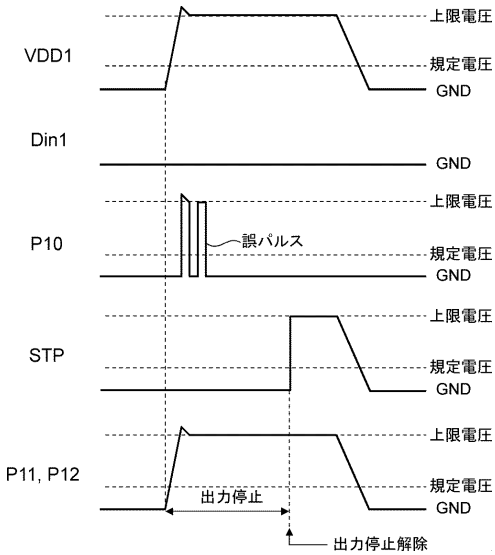 上限電圧
VDD1
規定電圧
GND
Din1
GND
上限電圧
P10
誤パルス
規定電圧
GND
上限電圧
STP
規定電圧
GND
上限電圧
P11, P12
規定電圧
出力停止
GND
出力停止解除